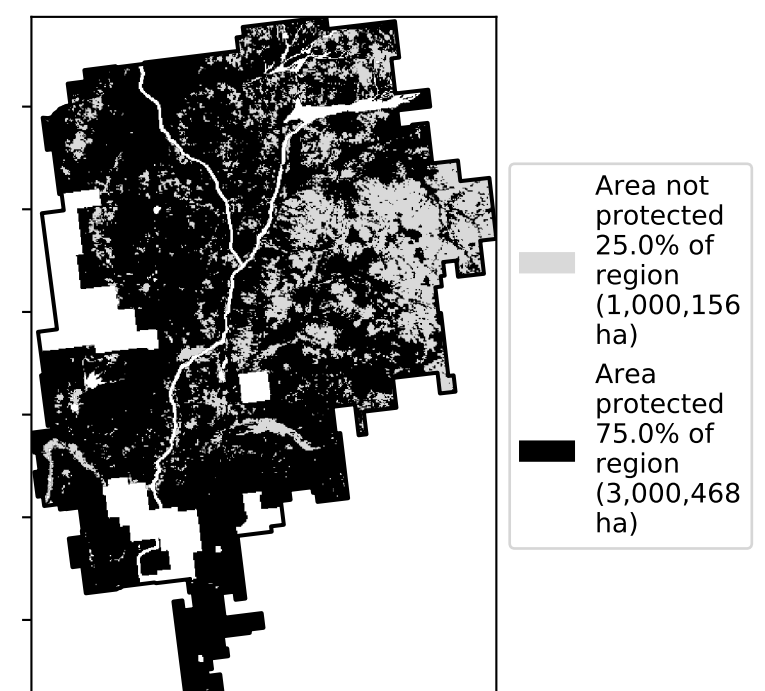 Area not
protected
25.0% of
region
(1,000,156
ha)
Area
protected
75.0% of
region
(3,000,468
ha)